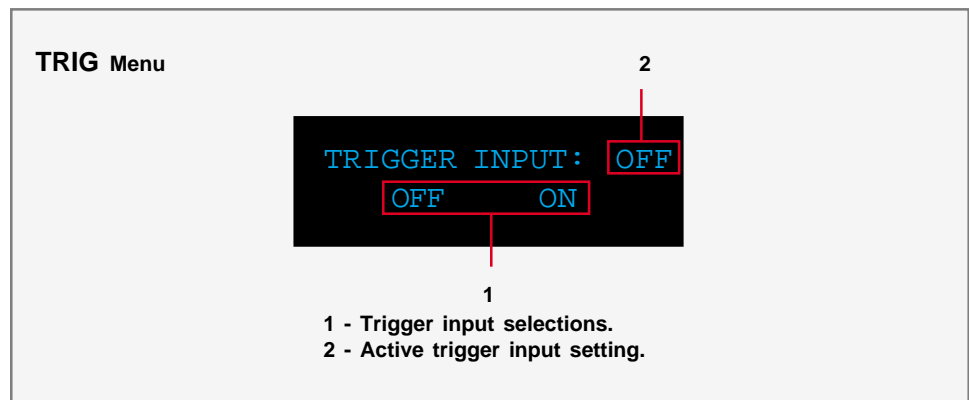 TRIG Menu
2
TRIGGER INPUT: OFF
OFF ON
1
1 - Trigger input selections.
2 - Active trigger input setting.